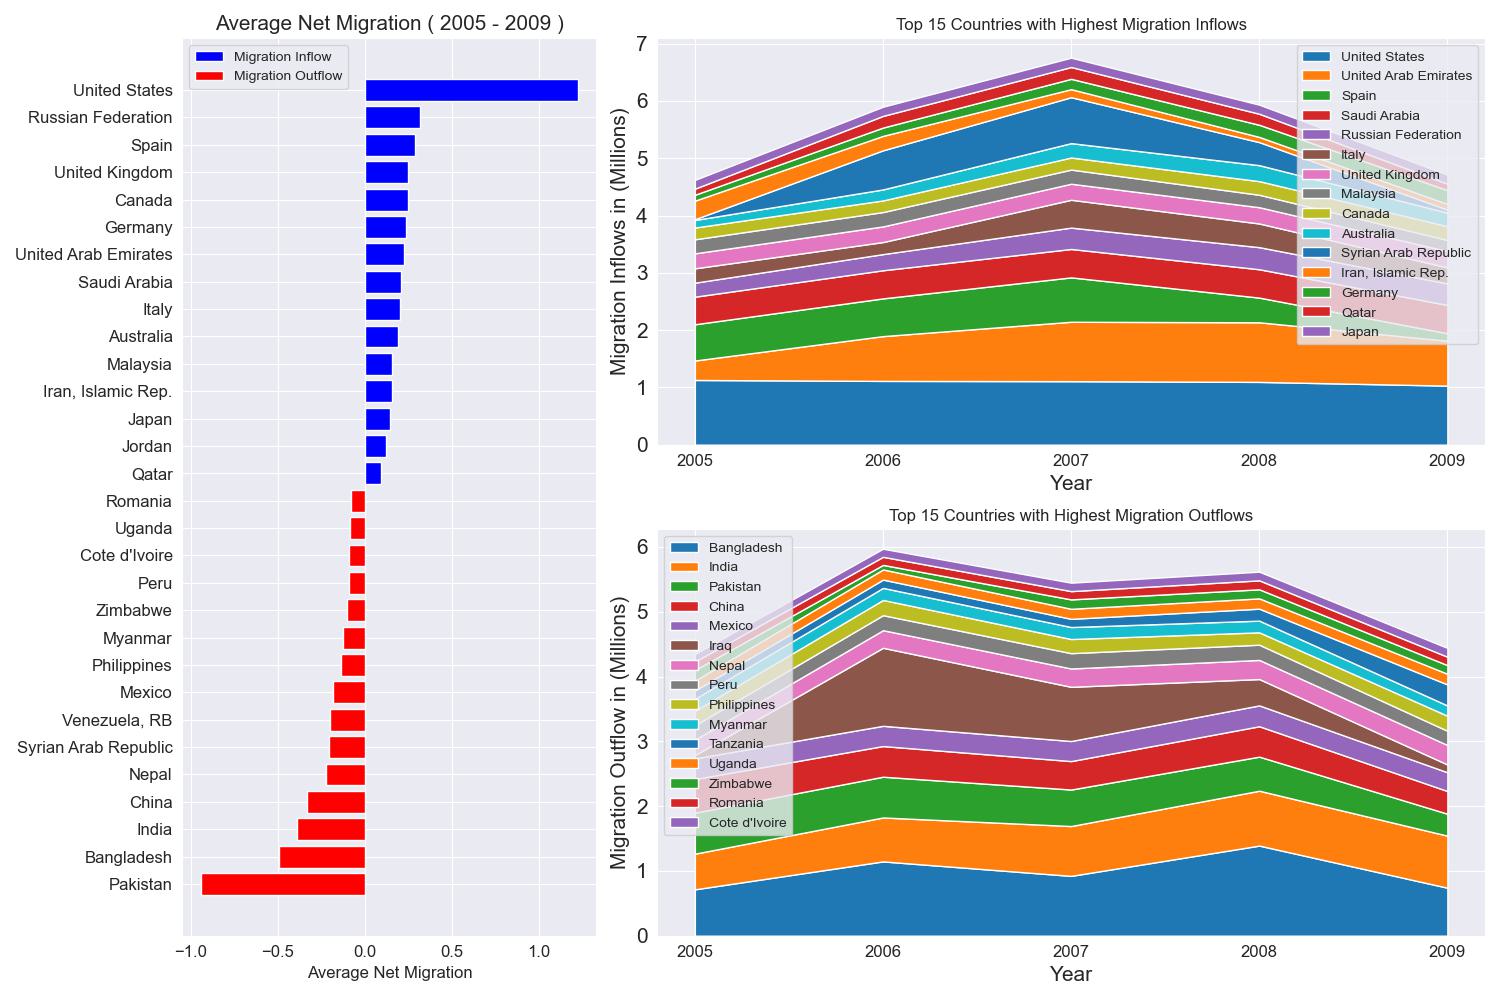 Average Net Migration ( 2005 - 2009 )
Migration Inflow
Migration Outflow
United States
Russian Federation
Spain
United Kingdom
Canada
Germany
United Arab Emirates
Saudi Arabia
Italy
Australia
Malaysia
Iran, Islamic Rep.
Japan
Jordan
Qatar
Romania
Uganda
Cote d'Ivoire
Peru
Zimbabwe
Myanmar
Philippines
Mexico
Venezuela, RB
Syrian Arab Republic
Nepal
China
India
Bangladesh
Pakistan
−1.0 −0.5 0.0 0.5 1.0
Average Net Migration
Top 15 Countries with Highest Migration Inflows
Migration Inflows in (Millions)
7
6
5
4
3
2
1
0
United States
United Arab Emirates
Spain
Saudi Arabia
Russian Federation
Italy
United Kingdom
Malaysia
Canada
Australia
Syrian Arab Republic
Iran, Islamic Rep.
Germany
Qatar
Japan
2005 2006 2007 2008 2009
Year
Top 15 Countries with Highest Migration Outflows
Migration Outflow in (Millions)
6
5
4
3
2
1
0
Bangladesh
India
Pakistan
China
Mexico
Iraq
Nepal
Peru
Philippines
Myanmar
Tanzania
Uganda
Zimbabwe
Romania
Cote d'Ivoire
2005 2006 2007 2008 2009
Year